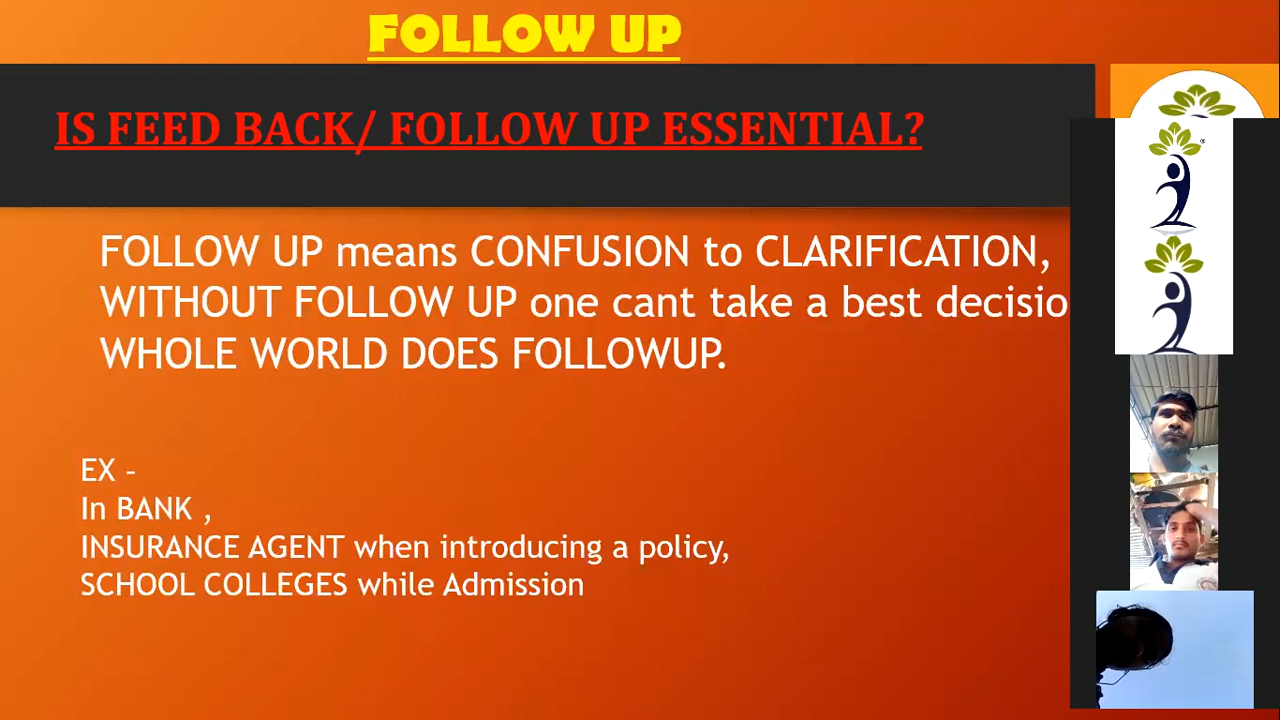 FOLLOW UP
IS FEED BACK/ FOLLOW UP ESSENTIAL?
FOLLOW UP means CONFUSION to CLARIFICATION,
WITHOUT FOLLOW UP one cant take a best decisio
WHOLE WORLD DOES FOLLOWUP.
EX -
In BANK ,
INSURANCE AGENT when introducing a policy,
SCHOOL COLLEGES while Admission